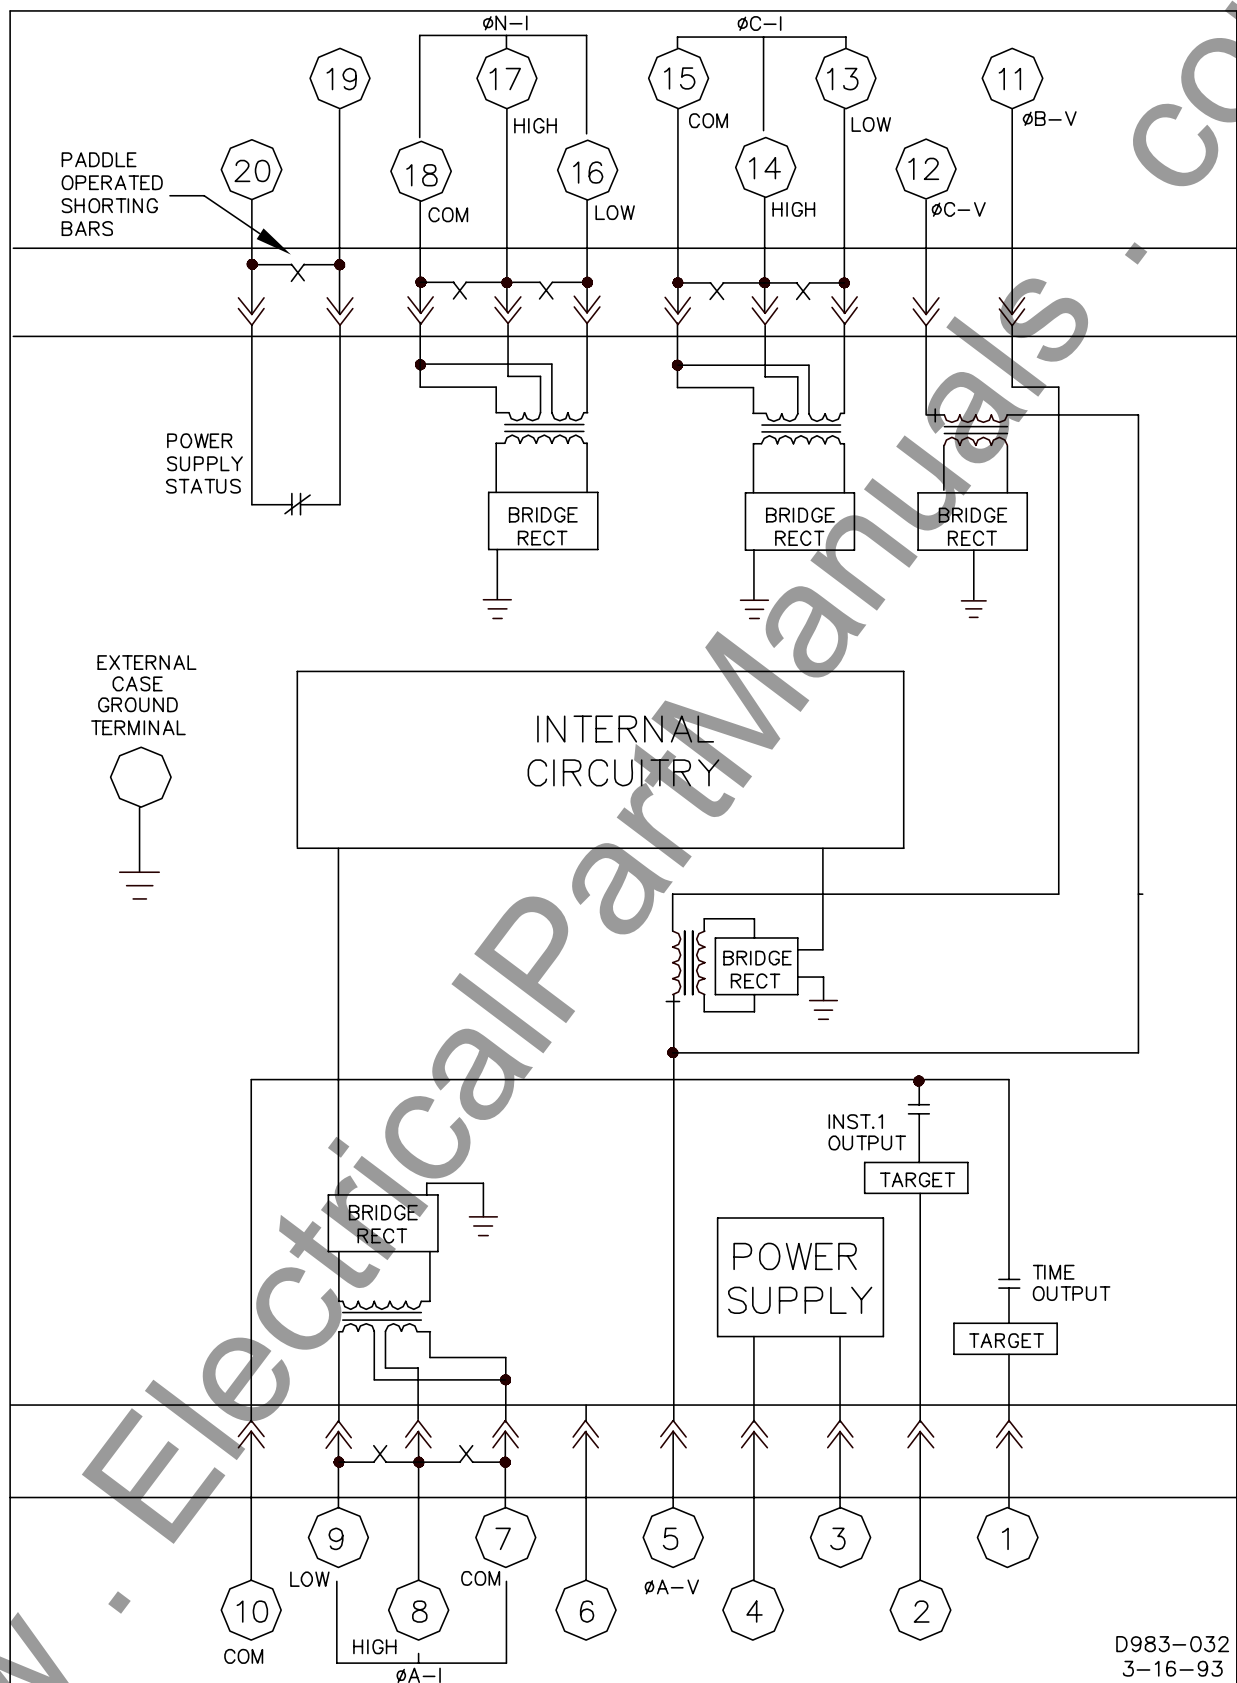 øN-I
øC-I
19
17
15
13
11
HIGH
COM
LOW
øB-V
PADDLE
OPERATED
SHORTING
BARS
20
18
16
14
12
COM
LOW
HIGH
øC-V
POWER
SUPPLY
STATUS
BRIDGE
RECT
BRIDGE
RECT
BRIDGE
RECT
EXTERNAL
CASE
GROUND
TERMINAL
INTERNAL
CIRCUITRY
BRIDGE
RECT
INST.1
OUTPUT
TARGET
BRIDGE
RECT
POWER
SUPPLY
TIME
OUTPUT
TARGET
9
7
5
3
1
LOW
COM
øA-V
10
8
6
4
2
COM
HIGH
øA-I
D983-032
3-16-93
w . ElectricalPartManuals . co